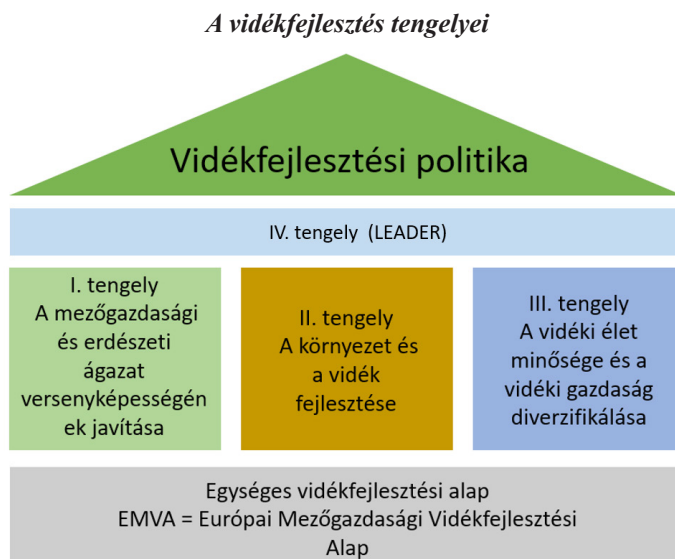 A vidékfejlesztés tengelyei
Vidékfejlesztési politika
IV. tengely (LEADER)
I. tengely
A mezőgazdasági
és erdészeti
ágazat
versenyképességén
ek javítása
II. tengely
A környezet és
a vidék
fejlesztése
III. tengely
A vidéki élet
minősége és a
vidéki gazdaság
diverzifikálása
Egységes vidékfejlesztési alap
EMVA = Európai Mezőgazdasági Vidékfejlesztési
Alap